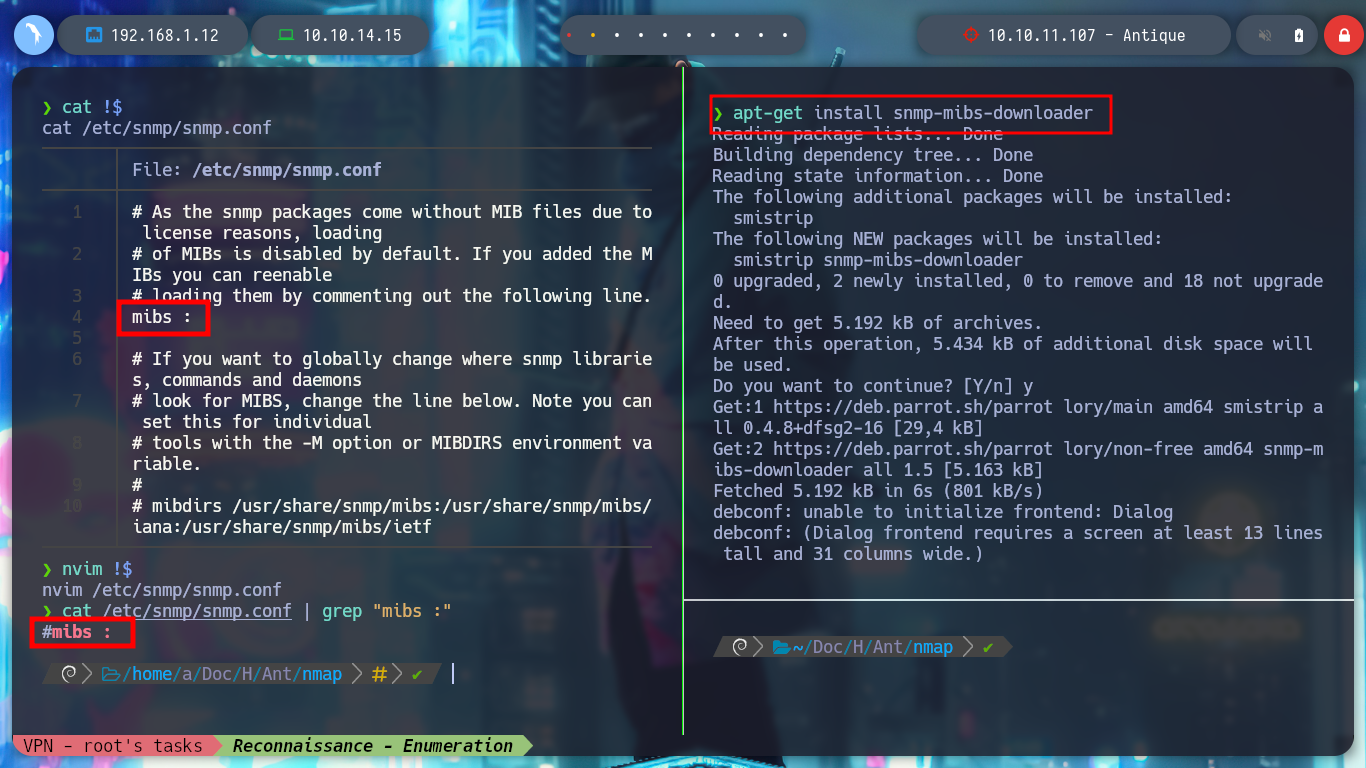 192.168.1.12
10.10.14.15
10.10.11.107 - Antique
❯ cat !$
cat /etc/snmp/snmp.conf
File: /etc/snmp/snmp.conf
1 # As the snmp packages come without MIB files due to
license reasons, loading
2 # of MIBs is disabled by default. If you added the M
IBs you can reenable
3 # loading them by commenting out the following line.
4 mibs :
5
6 # If you want to globally change where snmp librarie
s, commands and daemons
7 # look for MIBS, change the line below. Note you can
set this for individual
8 # tools with the -M option or MIBDIRS environment va
riable.
9 #
10 # mibdirs /usr/share/snmp/mibs:/usr/share/snmp/mibs/
iana:/usr/share/snmp/mibs/ietf
❯ nvim !$
nvim /etc/snmp/snmp.conf
❯ cat /etc/snmp/snmp.conf | grep "mibs :"
#mibs :
/home/a/Doc/H/Ant/nmap # ✔
❯ apt-get install snmp-mibs-downloader
Reading package lists... Done
Building dependency tree... Done
Reading state information... Done
The following additional packages will be installed:
smistrip
The following NEW packages will be installed:
smistrip snmp-mibs-downloader
0 upgraded, 2 newly installed, 0 to remove and 18 not upgrade
d.
Need to get 5.192 kB of archives.
After this operation, 5.434 kB of additional disk space will
be used.
Do you want to continue? [Y/n] y
Get:1 https://deb.parrot.sh/parrot lory/main amd64 smistrip a
ll 0.4.8+dfsg2-16 [29,4 kB]
Get:2 https://deb.parrot.sh/parrot lory/non-free amd64 snmp-m
ibs-downloader all 1.5 [5.163 kB]
Fetched 5.192 kB in 6s (801 kB/s)
debconf: unable to initialize frontend: Dialog
debconf: (Dialog frontend requires a screen at least 13 lines
tall and 31 columns wide.)
~/Doc/H/Ant/nmap ✔
VPN - root's tasks
Reconnaissance - Enumeration